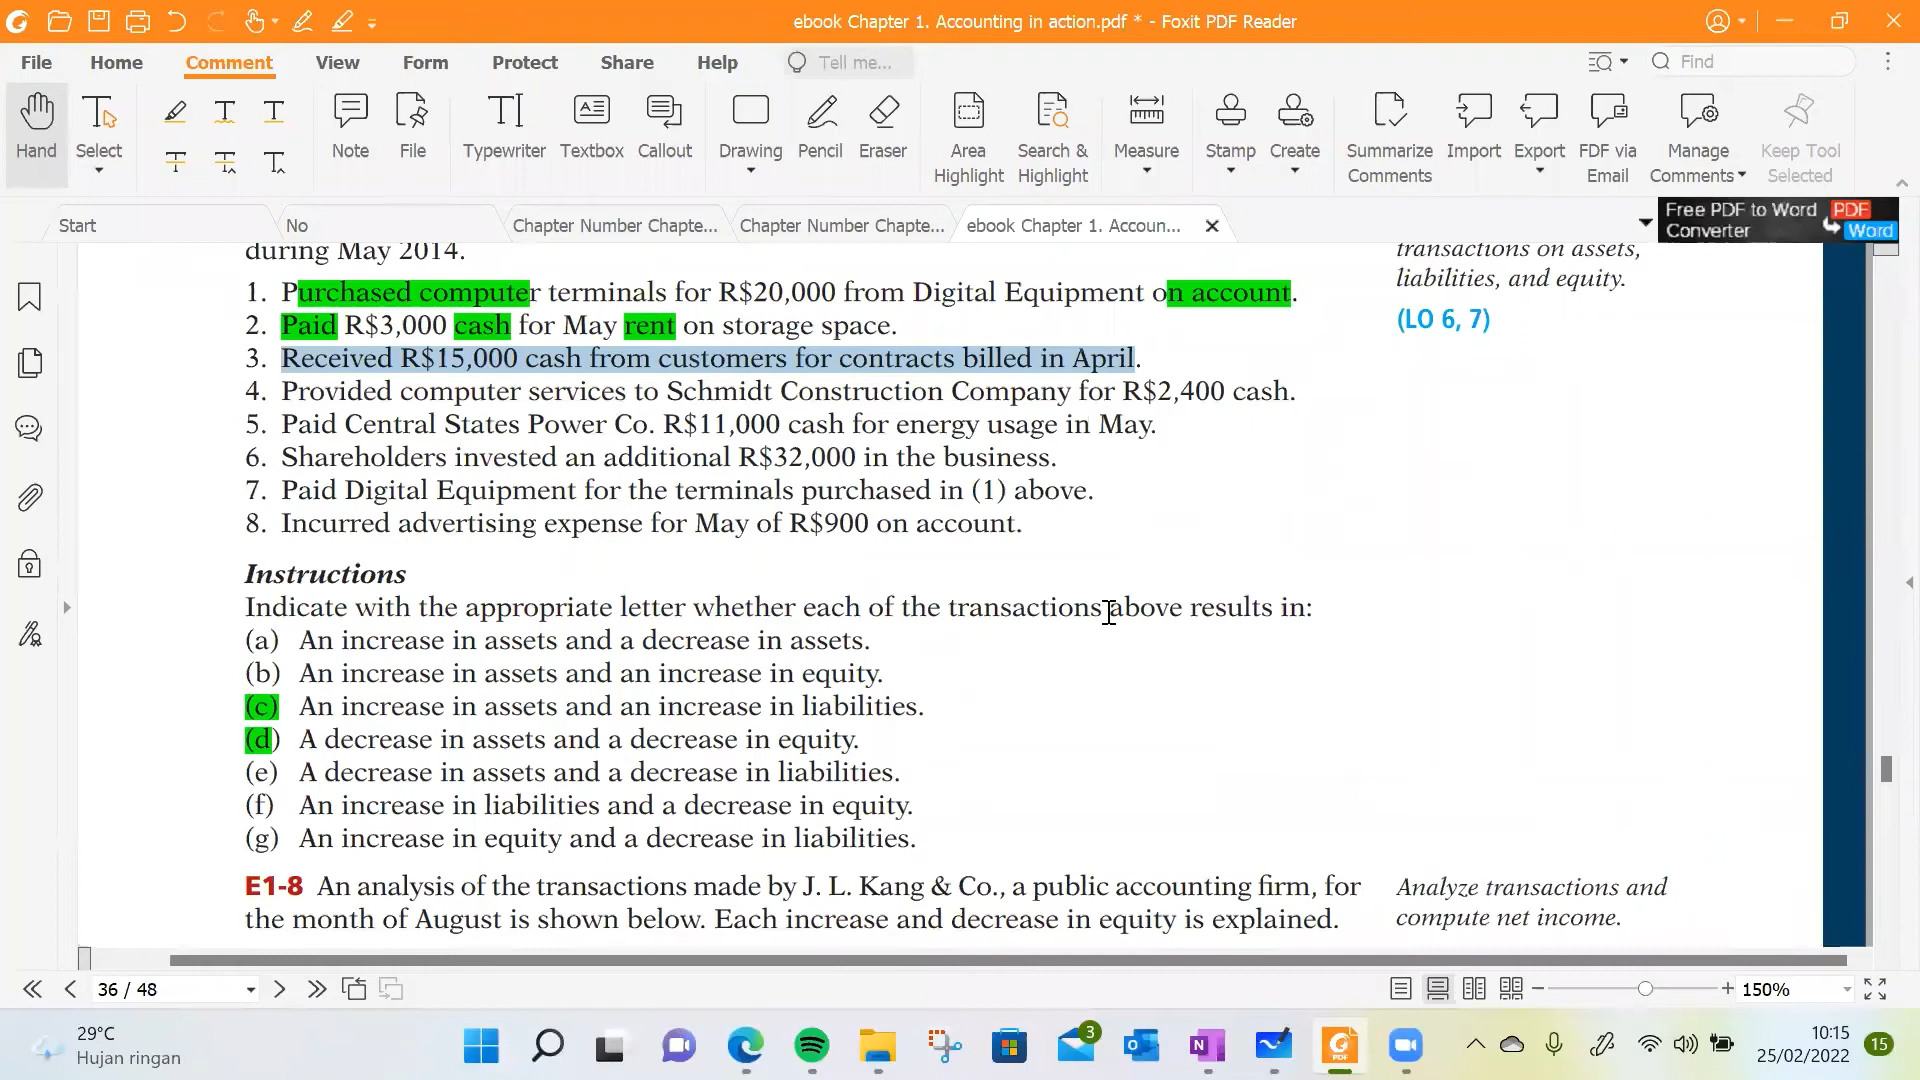 ebook Chapter 1. Accounting in action.pdf * - Foxit PDF Reader
File Home Comment View Form Protect Share Help Tell me... Find
Hand Select Note File Typewriter Textbox Callout Drawing Pencil Eraser Area Highlight Search & Highlight Measure Stamp Create Summarize Comments Import Export FDF via Email Manage Comments Keep Tool Selected
Start No Chapter Number Chapte... Chapter Number Chapte... ebook Chapter 1. Accoun... Free PDF to Word Converter PDF Word
during May 2014.
1. Purchased computer terminals for R$20,000 from Digital Equipment on account.
2. Paid R$3,000 cash for May rent on storage space.
3. Received R$15,000 cash from customers for contracts billed in April.
4. Provided computer services to Schmidt Construction Company for R$2,400 cash.
5. Paid Central States Power Co. R$11,000 cash for energy usage in May.
6. Shareholders invested an additional R$32,000 in the business.
7. Paid Digital Equipment for the terminals purchased in (1) above.
8. Incurred advertising expense for May of R$900 on account.
transactions on assets,
liabilities, and equity.
(LO 6, 7)
Instructions
Indicate with the appropriate letter whether each of the transactions above results in:
(a) An increase in assets and a decrease in assets.
(b) An increase in assets and an increase in equity.
(c) An increase in assets and an increase in liabilities.
(d) A decrease in assets and a decrease in equity.
(e) A decrease in assets and a decrease in liabilities.
(f) An increase in liabilities and a decrease in equity.
(g) An increase in equity and a decrease in liabilities.
E1-8 An analysis of the transactions made by J. L. Kang & Co., a public accounting firm, for
the month of August is shown below. Each increase and decrease in equity is explained.
Analyze transactions and
compute net income.
36 / 48 150%
29°C
Hujan ringan
3
10:15
25/02/2022
15